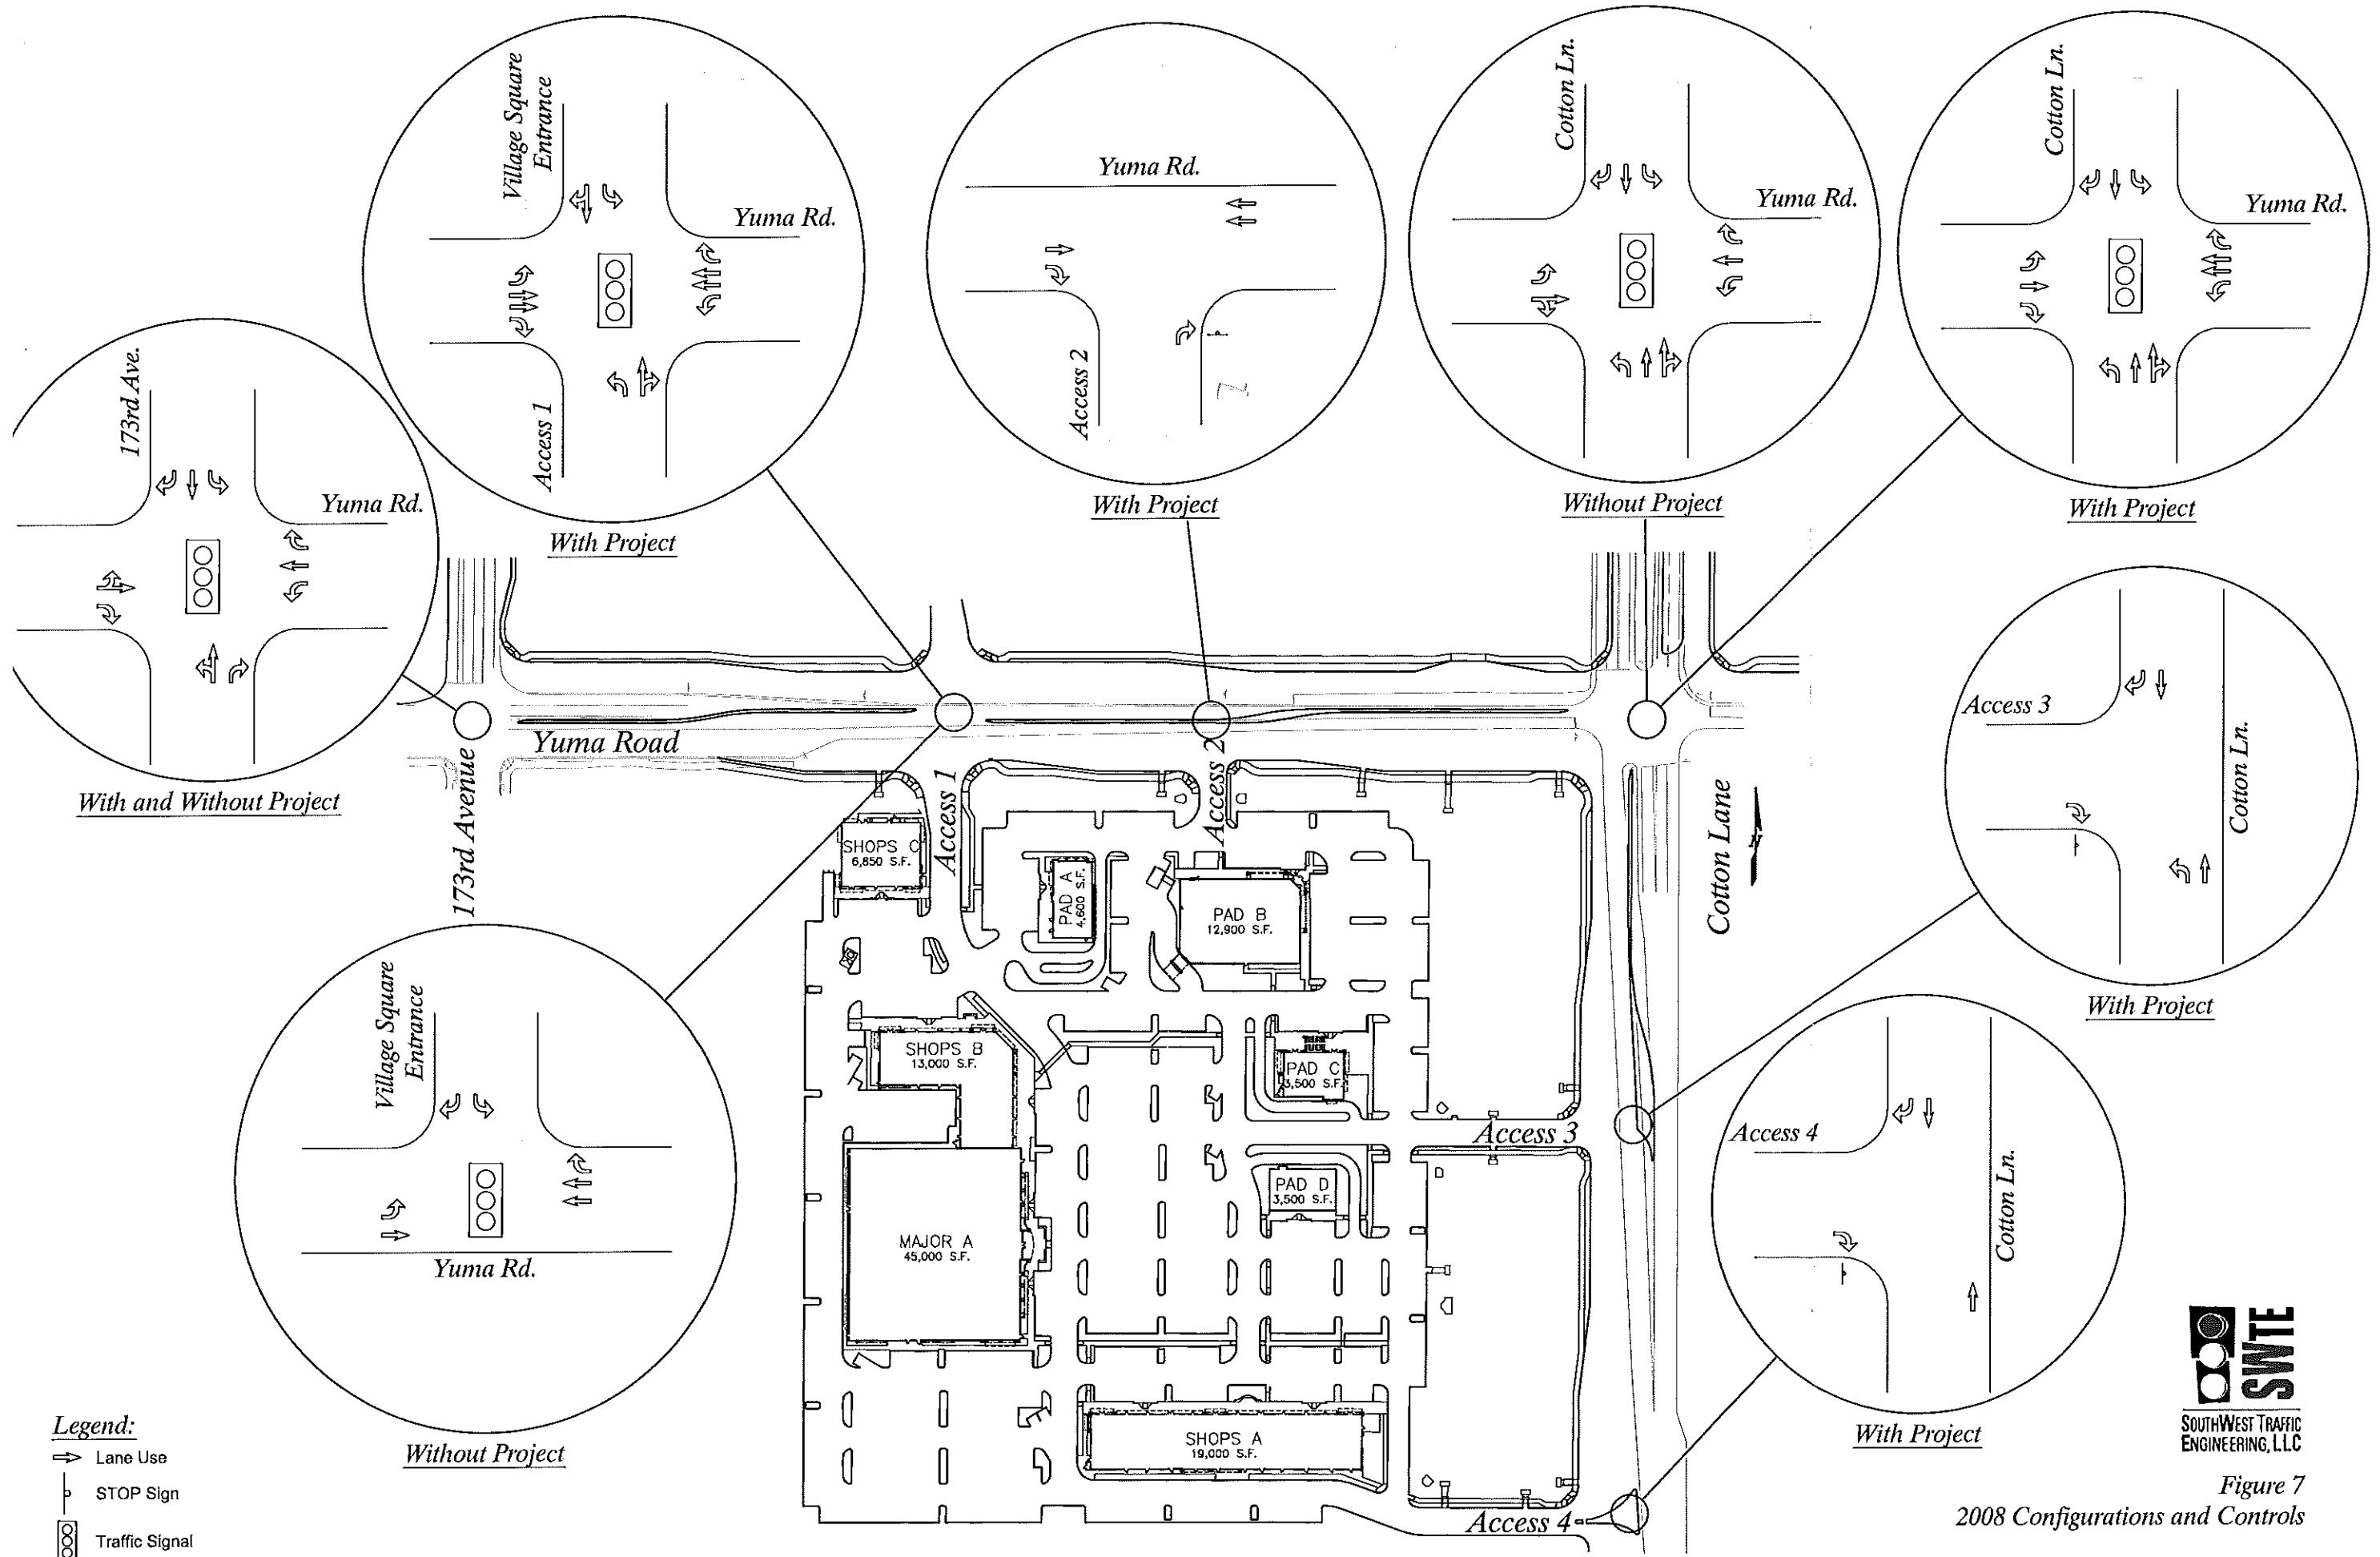 Village Square
Entrance
Yuma Rd.
Access 1
With Project
Yuma Rd.
Access 2
With Project
Cotton Ln.
Yuma Rd.
Without Project
Cotton Ln.
Yuma Rd.
With Project
173rd Ave.
Yuma Rd.
With and Without Project
Access 3
Cotton Ln.
With Project
Access 4
Cotton Ln.
With Project
Village Square
Entrance
Yuma Rd.
Without Project
Yuma Road
173rd Avenue
Access 1
Access 2
Cotton Lane
N
SHOPS C
6,850 S.F.
PAD A
4,600 S.F.
PAD B
12,900 S.F.
SHOPS B
13,000 S.F.
PAD C
3,500 S.F.
Access 3
PAD D
3,500 S.F.
MAJOR A
45,000 S.F.
SHOPS A
19,000 S.F.
Access 4
Legend:
Lane Use
STOP Sign
Traffic Signal
SWTE
SOUTHWEST TRAFFIC
ENGINEERING, LLC
Figure 7
2008 Configurations and Controls